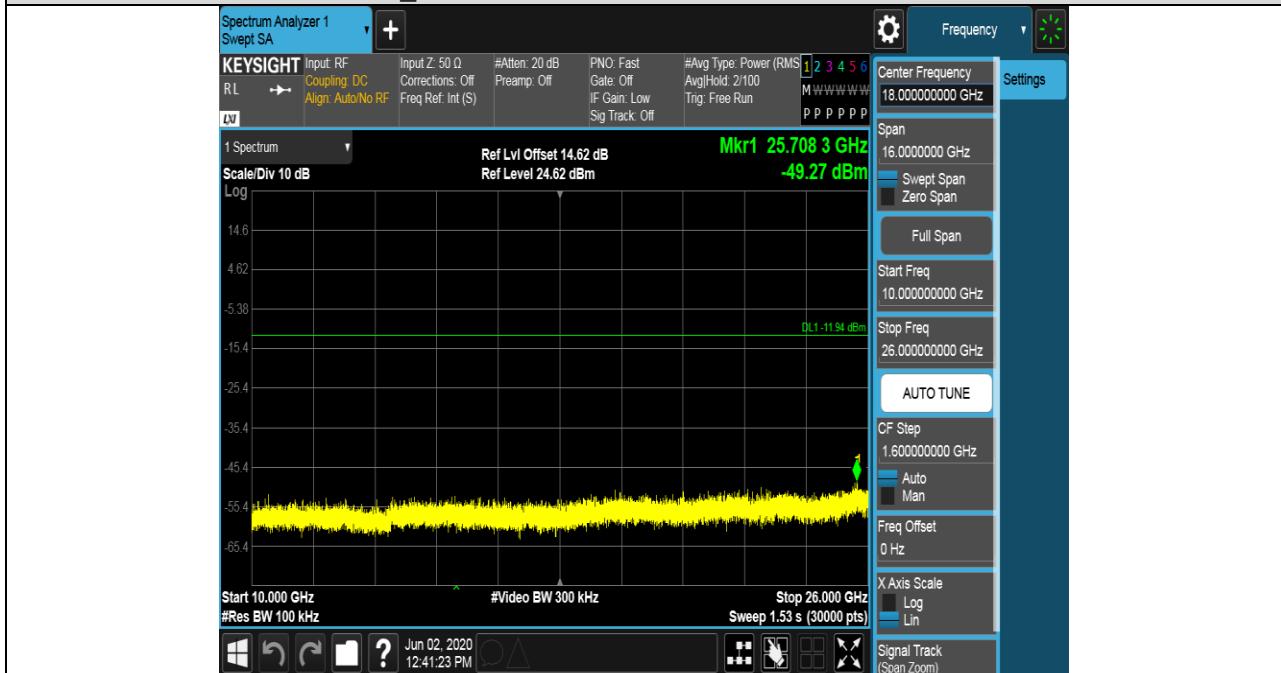 Spectrum Analyzer 1
Swept SA
+
Frequency
KEYSIGHT
RL
LXI
Input: RF
Coupling: DC
Align: Auto/No RF
Input Z: 50 Ω
Corrections: Off
Freq Ref: Int (S)
#Atten: 20 dB
Preamp: Off
PNO: Fast
Gate: Off
IF Gain: Low
Sig Track: Off
#Avg Type: Power (RMS
Avg|Hold: 2/100
Trig: Free Run
1 2 3 4 5 6
M W W W W W
P P P P P P
1 Spectrum
Scale/Div 10 dB
Log
Ref Lvl Offset 14.62 dB
Ref Level 24.62 dBm
Mkr1 25.708 3 GHz
-49.27 dBm
14.6
4.62
-5.38
DL1 -11.94 dBm
-15.4
-25.4
-35.4
-45.4
1
-55.4
-65.4
Start 10.000 GHz
#Res BW 100 kHz
#Video BW 300 kHz
Stop 26.000 GHz
Sweep 1.53 s (30000 pts)
?
Jun 02, 2020
12:41:23 PM
Center Frequency
18.000000000 GHz
Span
16.0000000 GHz
Swept Span
Zero Span
Full Span
Start Freq
10.000000000 GHz
Stop Freq
26.000000000 GHz
AUTO TUNE
CF Step
1.600000000 GHz
Auto
Man
Freq Offset
0 Hz
X Axis Scale
Log
Lin
Signal Track
(Span Zoom)
Settings